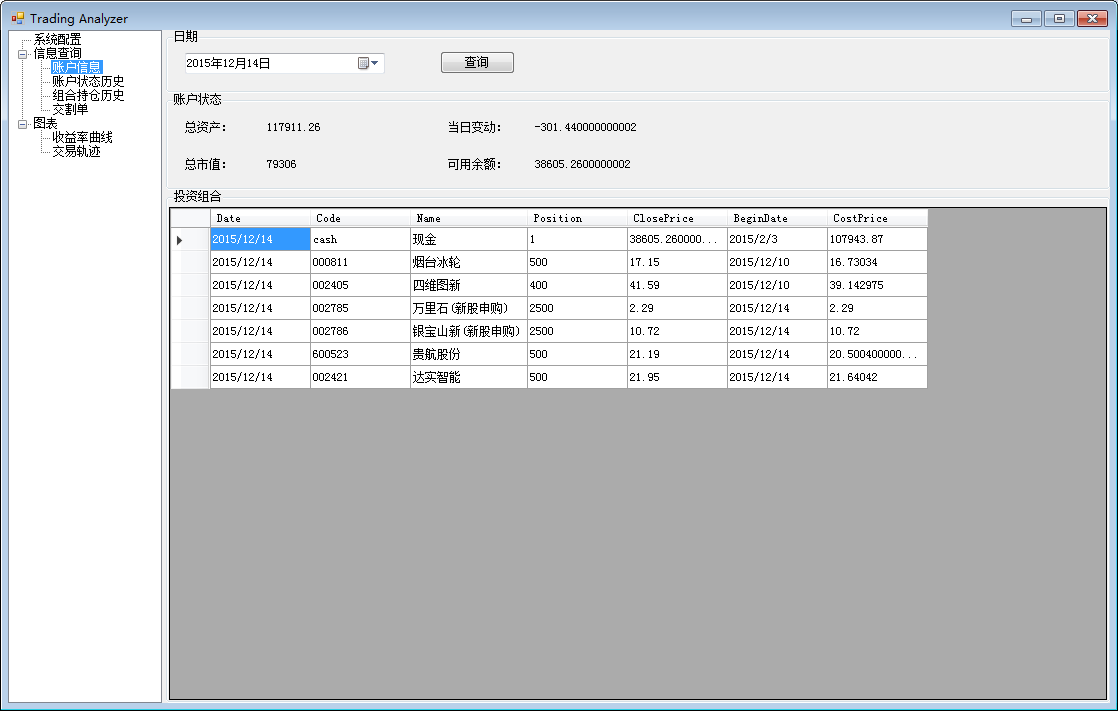 Trading Analyzer
系统配置
信息查询
账户信息
账户状态历史
组合持仓历史
交割单
图表
收益率曲线
交易轨迹
日期
2015年12月14日
查询
账户状态
总资产: 117911.26 当日变动: -301.440000000002
总市值: 79306 可用余额: 38605.2600000002
投资组合
Date Code Name Position ClosePrice BeginDate CostPrice
2015/12/14 cash 现金 1 38605.260000... 2015/2/3 107943.87
2015/12/14 000811 烟台冰轮 500 17.15 2015/12/10 16.73034
2015/12/14 002405 四维图新 400 41.59 2015/12/10 39.142975
2015/12/14 002785 万里石(新股申购) 2500 2.29 2015/12/14 2.29
2015/12/14 002786 银宝山新(新股申购) 2500 10.72 2015/12/14 10.72
2015/12/14 600523 贵航股份 500 21.19 2015/12/14 20.500400000...
2015/12/14 002421 达实智能 500 21.95 2015/12/14 21.64042